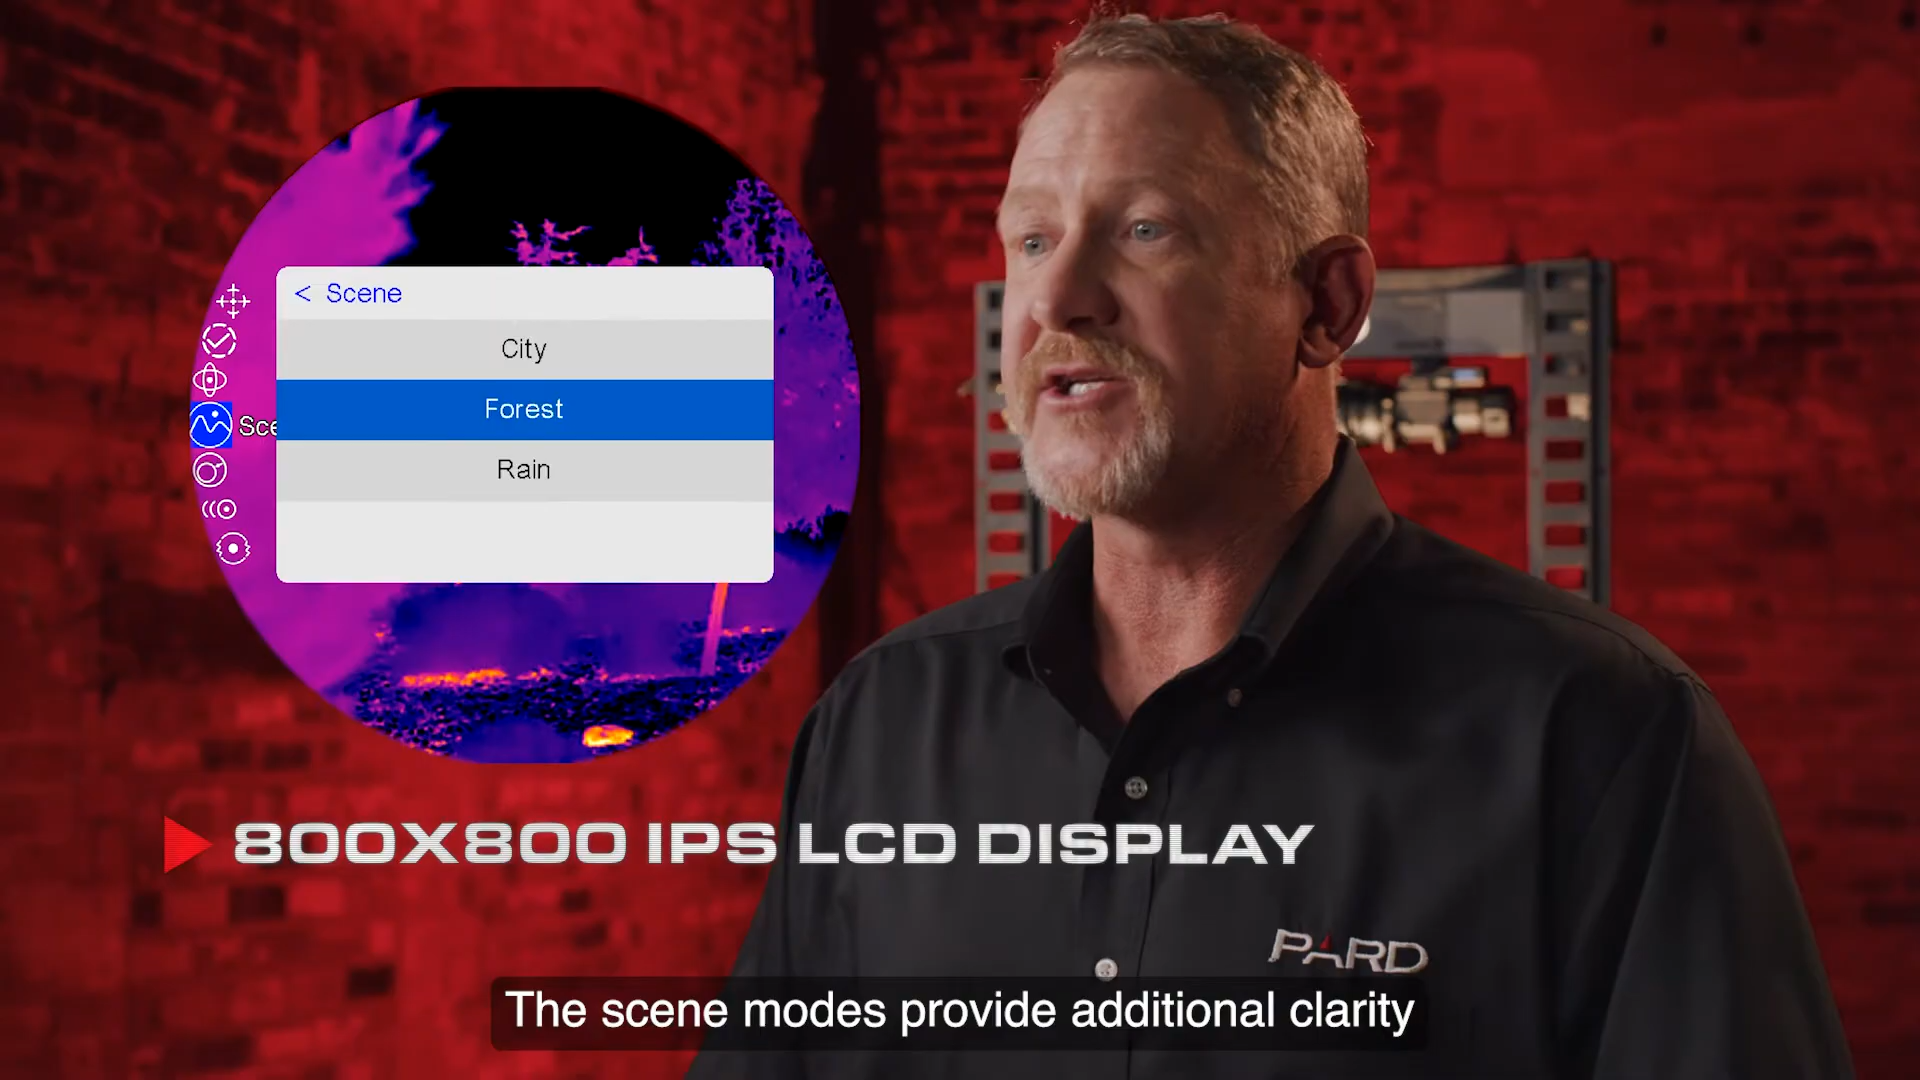 < Scene
City
Forest
Sce
Rain
800X800 IPS LCD DISPLAY
PARD
The scene modes provide additional clarity